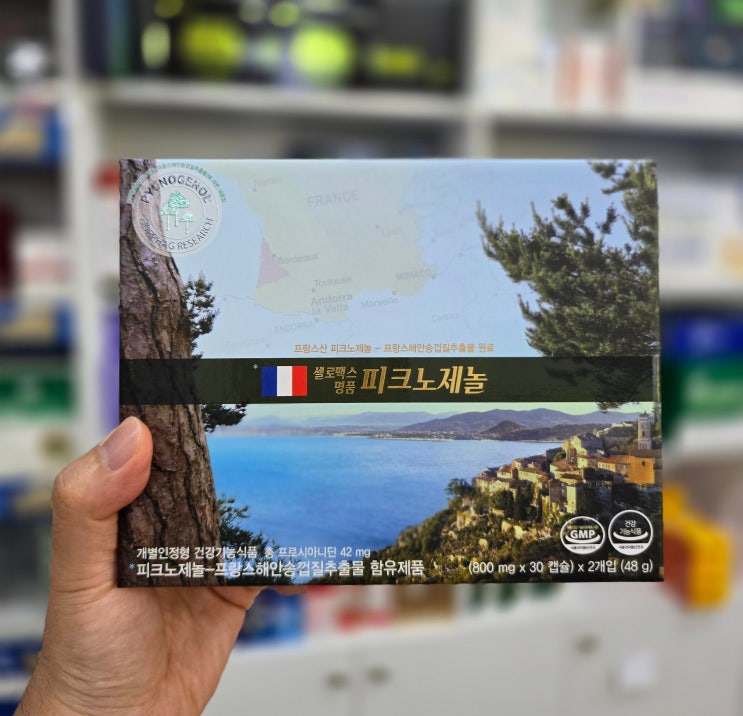 PYCNOGENOL
HORPHAG RESEARCH
Nantes
FRANCE
Lyon
Bordeaux
MONACO
Toulouse
Andorra
la Vella
Marseille
ANDORRA
Corsica
프랑스산 피크노제놀 – 프랑스해안송껍질추출물 원료
* 셀로맥스
명품 피크노제놀
GMP
건강
기능식품
개별인정형 건강기능식품 총 프로시아니딘 42 mg
*피크노제놀–프랑스해안송껍질추출물 함유제품
(800 mg x 30 캡슐) x 2개입 (48 g)